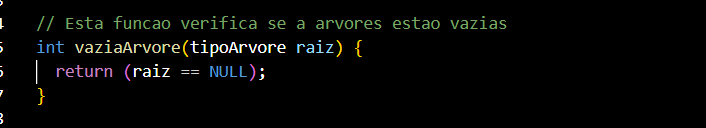 // Esta funcao verifica se a arvores estao vazias
int vaziaArvore(tipoArvore raiz) {
return (raiz == NULL);
}